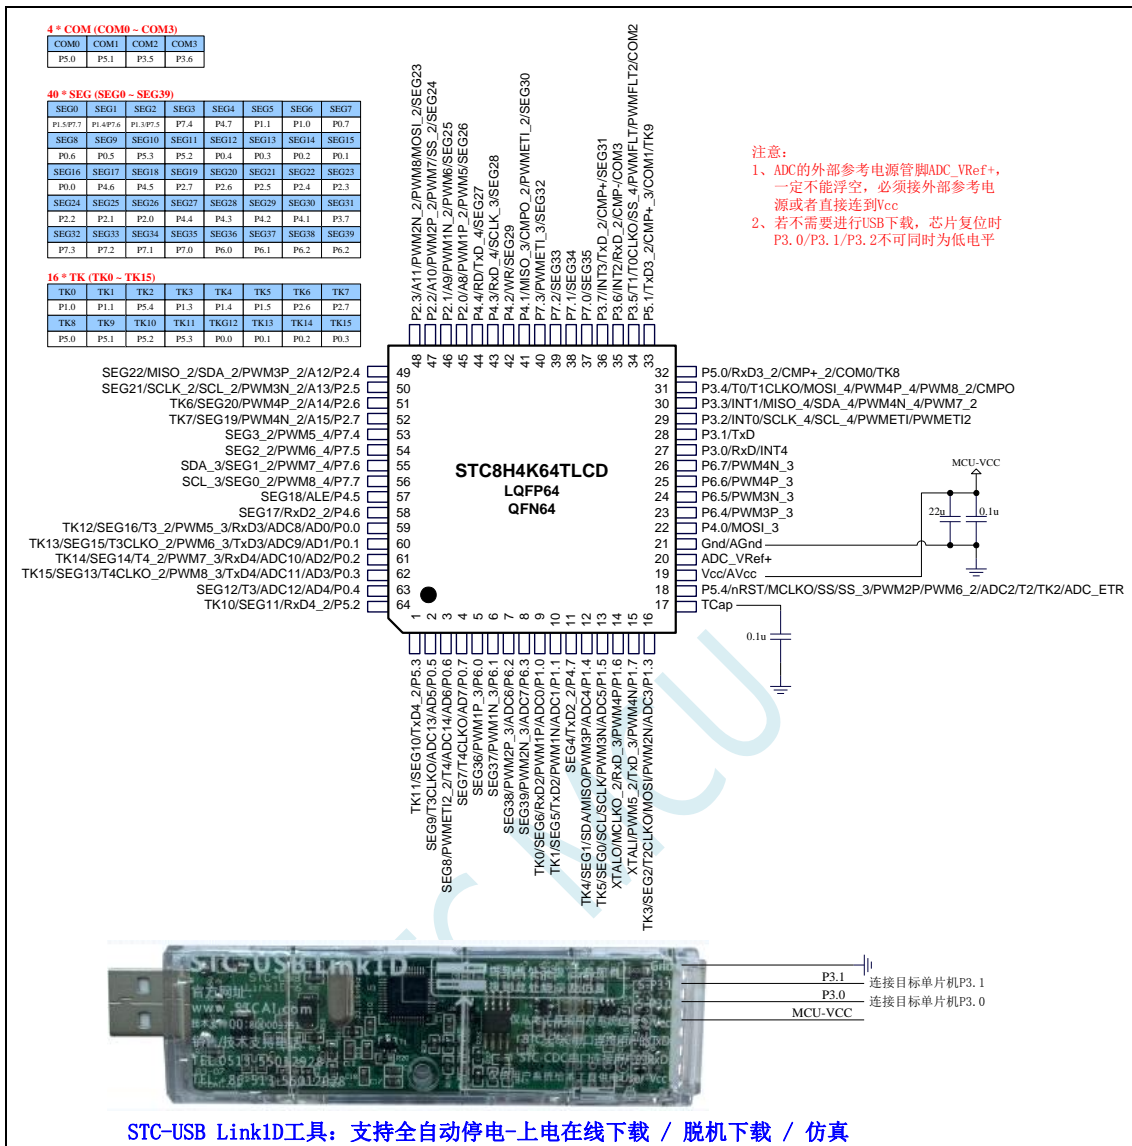 4 * COM (COM0 ~ COM3)
COM0 COM1 COM2 COM3
P5.0 P5.1 P3.5 P3.6
40 * SEG (SEG0 ~ SEG39)
SEG0 SEG1 SEG2 SEG3 SEG4 SEG5 SEG6 SEG7
P1.5/P7.7 P1.4/P7.6 P1.3/P7.5 P7.4 P4.7 P1.1 P1.0 P0.7
SEG8 SEG9 SEG10 SEG11 SEG12 SEG13 SEG14 SEG15
P0.6 P0.5 P5.3 P5.2 P0.4 P0.3 P0.2 P0.1
SEG16 SEG17 SEG18 SEG19 SEG20 SEG21 SEG22 SEG23
P0.0 P4.6 P4.5 P2.7 P2.6 P2.5 P2.4 P2.3
SEG24 SEG25 SEG26 SEG27 SEG28 SEG29 SEG30 SEG31
P2.2 P2.1 P2.0 P4.4 P4.3 P4.2 P4.1 P3.7
SEG32 SEG33 SEG34 SEG35 SEG36 SEG37 SEG38 SEG39
P7.3 P7.2 P7.1 P7.0 P6.0 P6.1 P6.2 P6.2
16 * TK (TK0 ~ TK15)
TK0 TK1 TK2 TK3 TK4 TK5 TK6 TK7
P1.0 P1.1 P5.4 P1.3 P1.4 P1.5 P2.6 P2.7
TK8 TK9 TK10 TK11 TKG12 TK13 TK14 TK15
P5.0 P5.1 P5.2 P5.3 P0.0 P0.1 P0.2 P0.3
P2.3/A11/PWM2N_2/PWM8/MOSI_2/SEG23
P2.2/A10/PWM2P_2/PWM7/SS_2/SEG24
P2.1/A9/PWM1N_2/PWM6/SEG25
P2.0/A8/PWM1P_2/PWM5/SEG26
P4.4/RD/TxD_4/SEG27
P4.3/RxD_4/SCLK_3/SEG28
P4.2/WR/SEG29
P4.1/MISO_3/CMPO_2/PWMETI_2/SEG30
P7.3/PWMETI_3/SEG32
P7.2/SEG33
P7.1/SEG34
P7.0/SEG35
P3.7/INT3/TxD_2/CMP+/SEG31
P3.6/INT2/RxD_2/CMP-/COM3
P3.5/T1/T0CLKO/SS_4/PWMFLT/PWMFLT2/COM2
P5.1/TxD3_2/CMP+_3/COM1/TK9
注意：
1、ADC的外部参考电源管脚ADC_VRef+，
一定不能浮空，必须接外部参考电
源或者直接连到Vcc
2、若不需要进行USB下载，芯片复位时
P3.0/P3.1/P3.2不可同时为低电平
48 47 46 45 44 43 42 41 40 39 38 37 36 35 34 33
SEG22/MISO_2/SDA_2/PWM3P_2/A12/P2.4 49
SEG21/SCLK_2/SCL_2/PWM3N_2/A13/P2.5 50
TK6/SEG20/PWM4P_2/A14/P2.6 51
TK7/SEG19/PWM4N_2/A15/P2.7 52
SEG3_2/PWM5_4/P7.4 53
SEG2_2/PWM6_4/P7.5 54
SDA_3/SEG1_2/PWM7_4/P7.6 55
SCL_3/SEG0_2/PWM8_4/P7.7 56
SEG18/ALE/P4.5 57
SEG17/RxD2_2/P4.6 58
TK12/SEG16/T3_2/PWM5_3/RxD3/ADC8/AD0/P0.0 59
TK13/SEG15/T3CLKO_2/PWM6_3/TxD3/ADC9/AD1/P0.1 60
TK14/SEG14/T4_2/PWM7_3/RxD4/ADC10/AD2/P0.2 61
TK15/SEG13/T4CLKO_2/PWM8_3/TxD4/ADC11/AD3/P0.3 62
SEG12/T3/ADC12/AD4/P0.4 63
TK10/SEG11/RxD4_2/P5.2 64
STC8H4K64TLCD
LQFP64
QFN64
32 P5.0/RxD3_2/CMP+_2/COM0/TK8
31 P3.4/T0/T1CLKO/MOSI_4/PWM4P_4/PWM8_2/CMPO
30 P3.3/INT1/MISO_4/SDA_4/PWM4N_4/PWM7_2
29 P3.2/INT0/SCLK_4/SCL_4/PWMETI/PWMETI2
28 P3.1/TxD
27 P3.0/RxD/INT4
26 P6.7/PWM4N_3
25 P6.6/PWM4P_3
24 P6.5/PWM3N_3
23 P6.4/PWM3P_3
22 P4.0/MOSI_3
21 Gnd/AGnd
20 ADC_VRef+
19 Vcc/AVcc
18 P5.4/nRST/MCLKO/SS/SS_3/PWM2P/PWM6_2/ADC2/T2/TK2/ADC_ETR
17 TCap
MCU-VCC
22u 0.1u
0.1u
1 2 3 4 5 6 7 8 9 10 11 12 13 14 15 16
TK11/SEG10/TxD4_2/P5.3
SEG9/T3CLKO/ADC13/AD5/P0.5
SEG8/PWMETI2_2/T4/ADC14/AD6/P0.6
SEG7/T4CLKO/AD7/P0.7
SEG36/PWM1P_3/P6.0
SEG37/PWM1N_3/P6.1
SEG38/PWM2P_3/ADC6/P6.2
SEG39/PWM2N_3/ADC7/P6.3
TK0/SEG6/RxD2/PWM1P/ADC0/P1.0
TK1/SEG5/TxD2/PWM1N/ADC1/P1.1
SEG4/TxD2_2/P4.7
TK4/SEG1/SDA/MISO/PWM3P/ADC4/P1.4
TK5/SEG0/SCL/SCLK/PWM3N/ADC5/P1.5
XTALO/MCLKO_2/RxD_3/PWM4P/P1.6
XTALI/PWM5_2/TxD_3/PWM4N/P1.7
TK3/SEG2/T2CLKO/MOSI/PWM2N/ADC3/P1.3
STC MCU
STC-USB Link1D
官方网址:
www.STCAI.com
TEL:0513-55012928
Gnd
P3.1 连接目标单片机P3.1
P3.0 连接目标单片机P3.0
MCU-VCC
STC-USB Link1D工具：支持全自动停电-上电在线下载 / 脱机下载 / 仿真